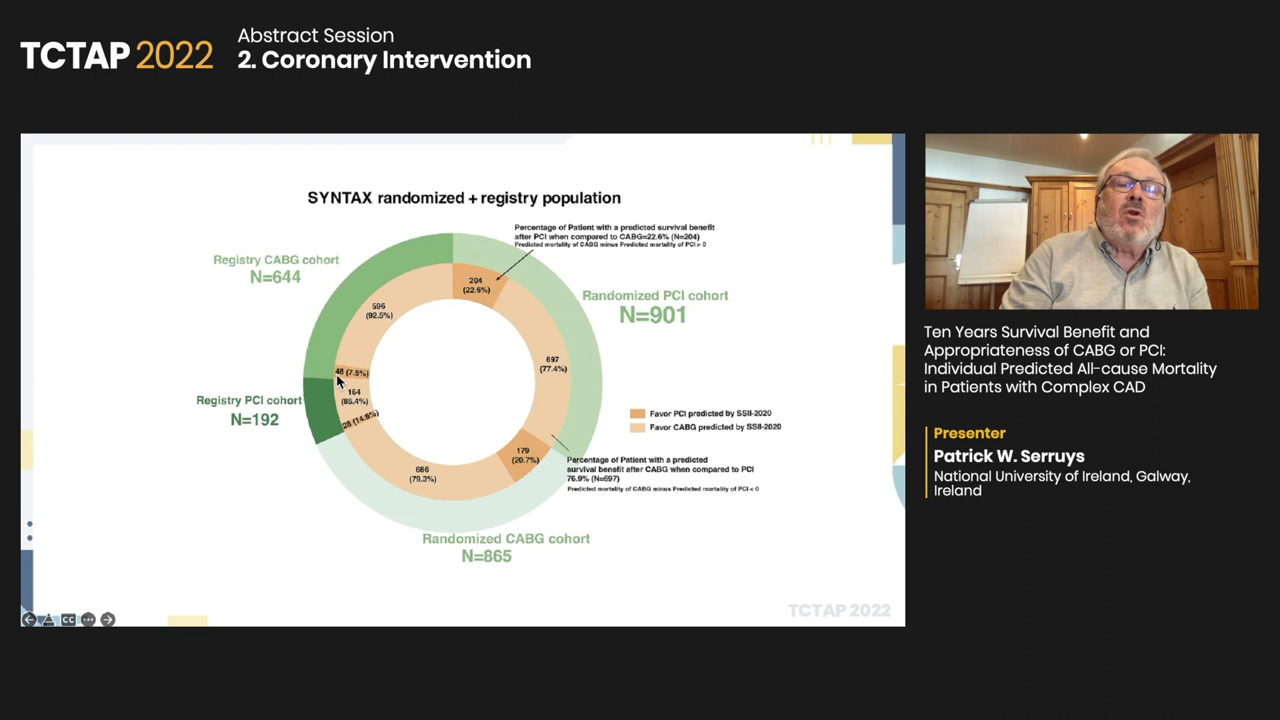 TCTAP 2022
Abstract Session
2. Coronary Intervention
SYNTAX randomized + registry population
Percentage of Patient with a predicted survival benefit
after PCI when compared to CABG=22.6% (N=204)
Predicted mortality of CABG minus Predicted mortality of PCI > 0
Registry CABG cohort
N=644
204
(22.6%)
Randomized PCI cohort
N=901
596
(92.5%)
697
(77.4%)
48 (7.5%)
164
(85.4%)
28 (14.6%)
Registry PCI cohort
N=192
Favor PCI predicted by SSII-2020
Favor CABG predicted by SSII-2020
179
(20.7%)
686
(79.3%)
Percentage of Patient with a predicted
survival benefit after CABG when compared to PCI
76.9% (N=697)
Predicted mortality of CABG minus Predicted mortality of PCI < 0
Randomized CABG cohort
N=865
TCTAP 2022
CC
Ten Years Survival Benefit and
Appropriateness of CABG or PCI:
Individual Predicted All-cause Mortality
in Patients with Complex CAD
Presenter
Patrick W. Serruys
National University of Ireland, Galway,
Ireland